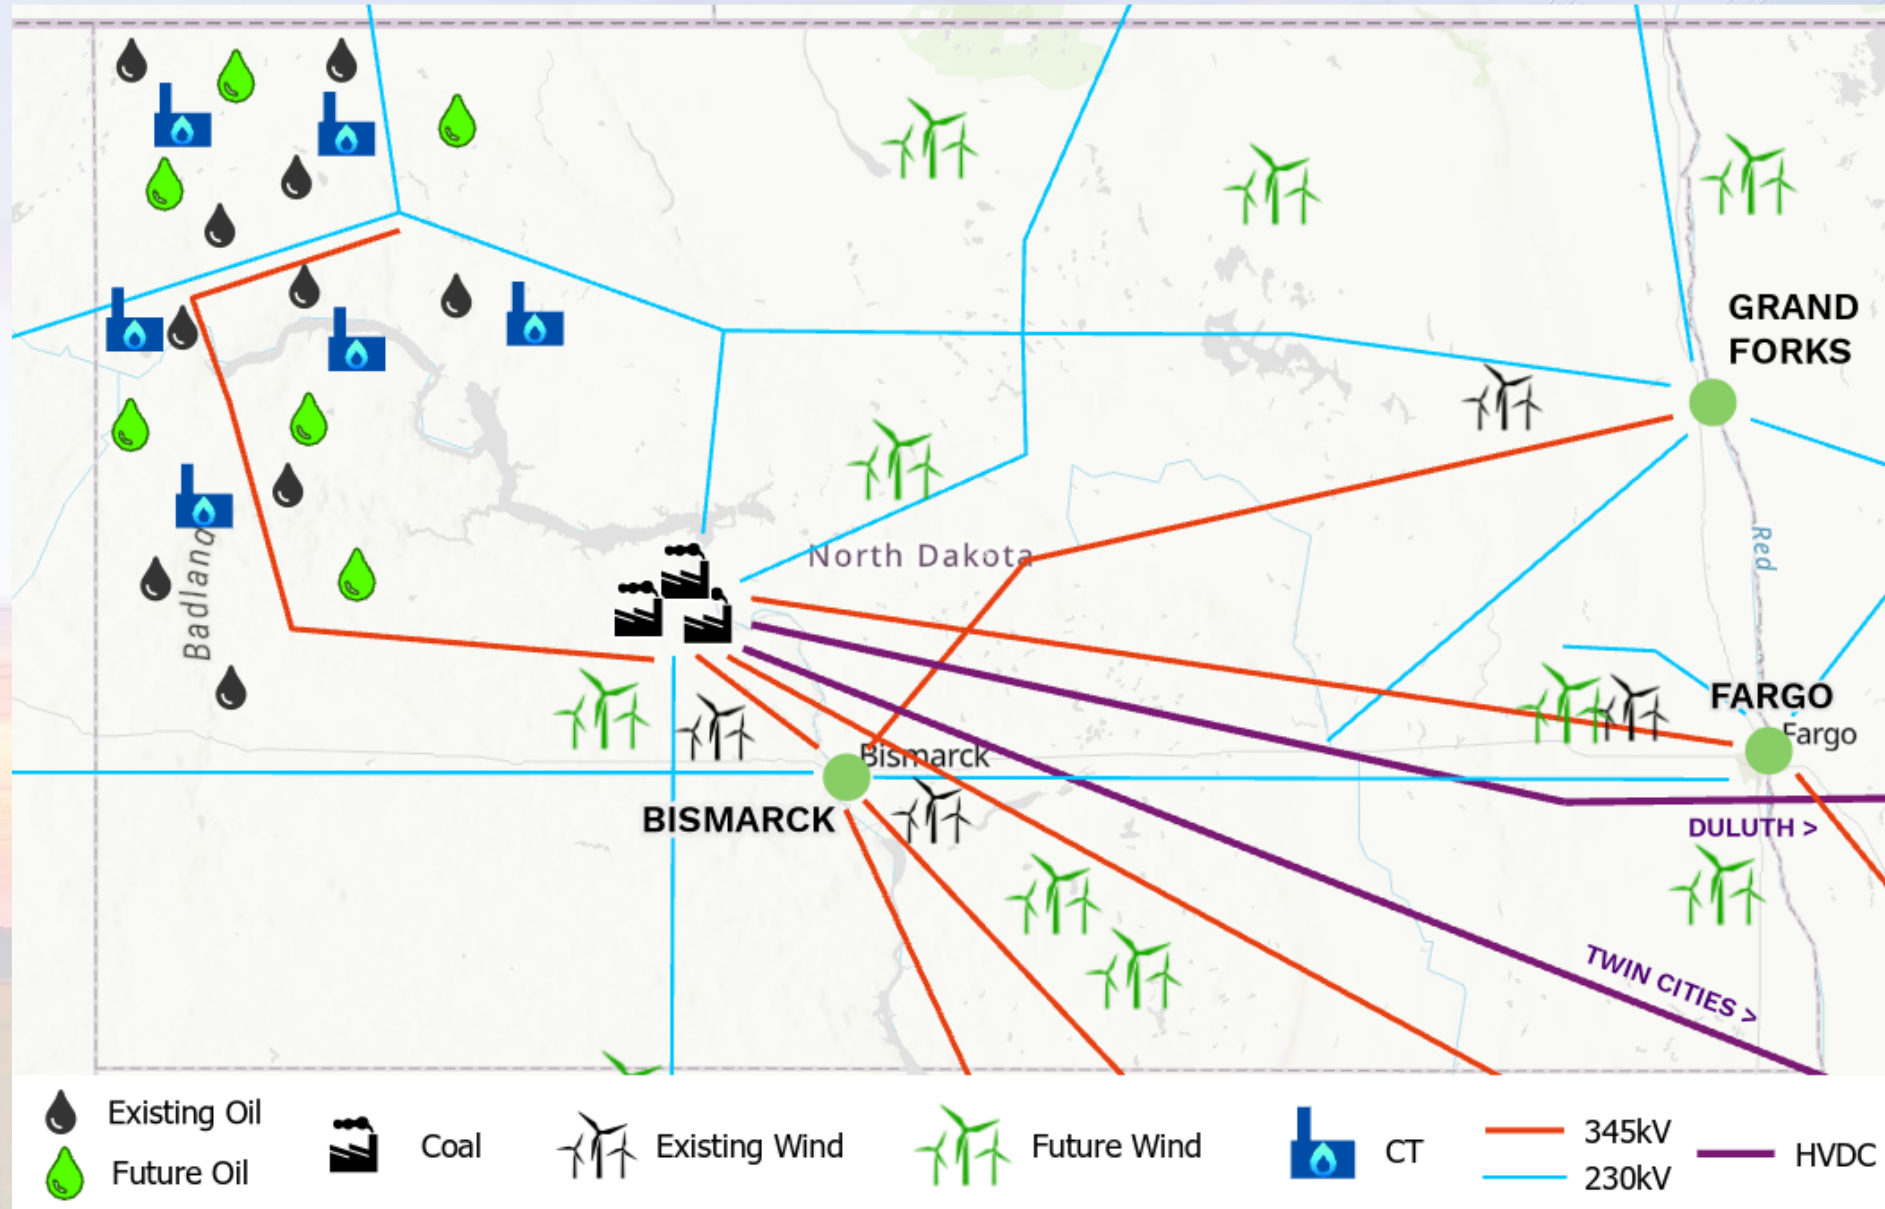 GRAND
FORKS
Red
North Dakota
Badland
FARGO
Fargo
Bismarck
BISMARCK
DULUTH >
TWIN CITIES >
Existing Oil
Future Oil
Coal
Existing Wind
Future Wind
CT
345kV
230kV
HVDC